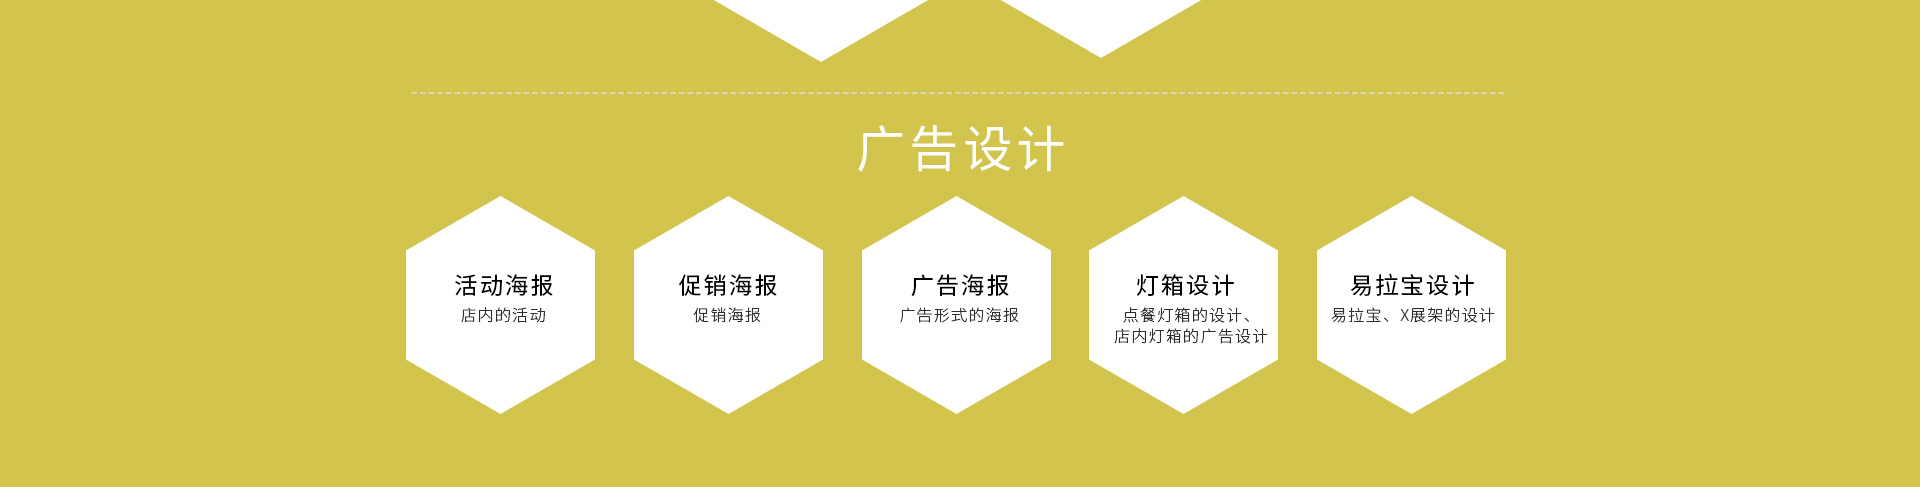 广告设计
活动海报
店内的活动
促销海报
促销海报
广告海报
广告形式的海报
灯箱设计
点餐灯箱的设计、
店内灯箱的广告设计
易拉宝设计
易拉宝、X展架的设计